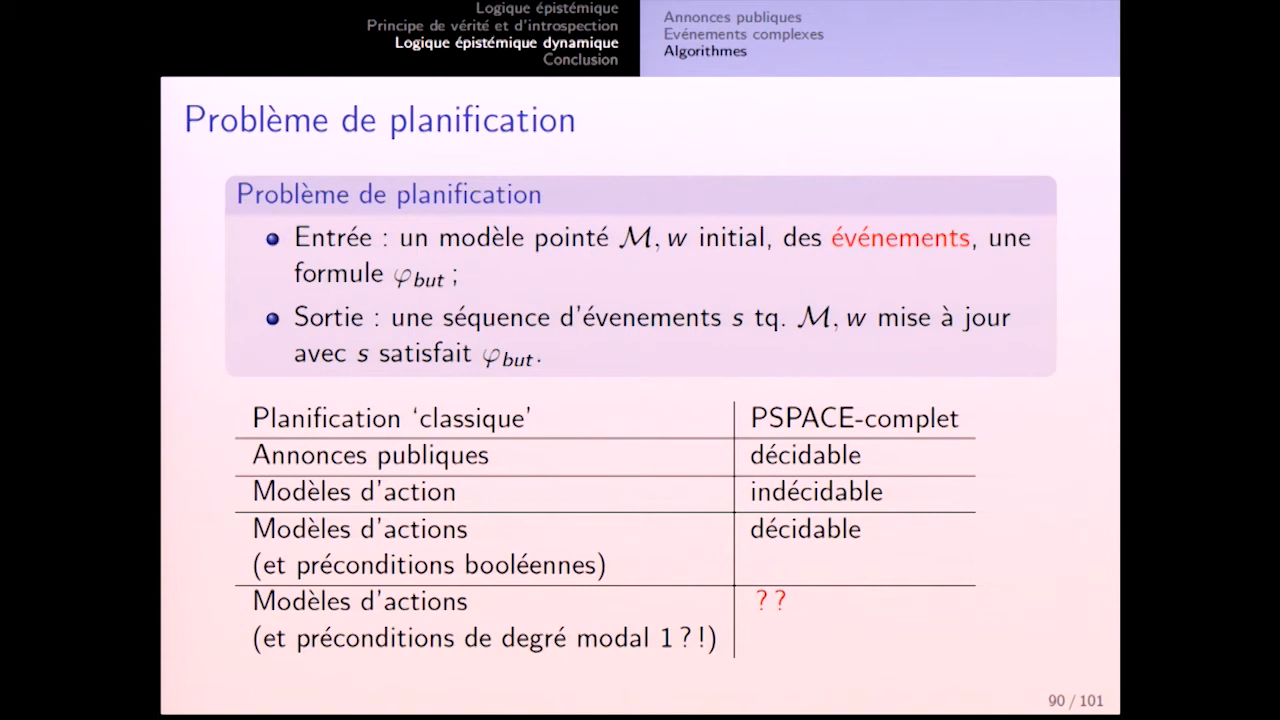 Logique épistémique
Principe de vérité et d'introspection
Logique épistémique dynamique
Conclusion
Annonces publiques
Evénements complexes
Algorithmes
Problème de planification
Problème de planification
Entrée : un modèle pointé ℳ, w initial, des événements, une
formule φ_but ;
Sortie : une séquence d'évenements s tq. ℳ, w mise à jour
avec s satisfait φ_but.
Planification ‘classique’ PSPACE-complet
Annonces publiques décidable
Modèles d'action indécidable
Modèles d'actions décidable
(et préconditions booléennes)
Modèles d'actions ? ?
(et préconditions de degré modal 1 ? !)
90 / 101